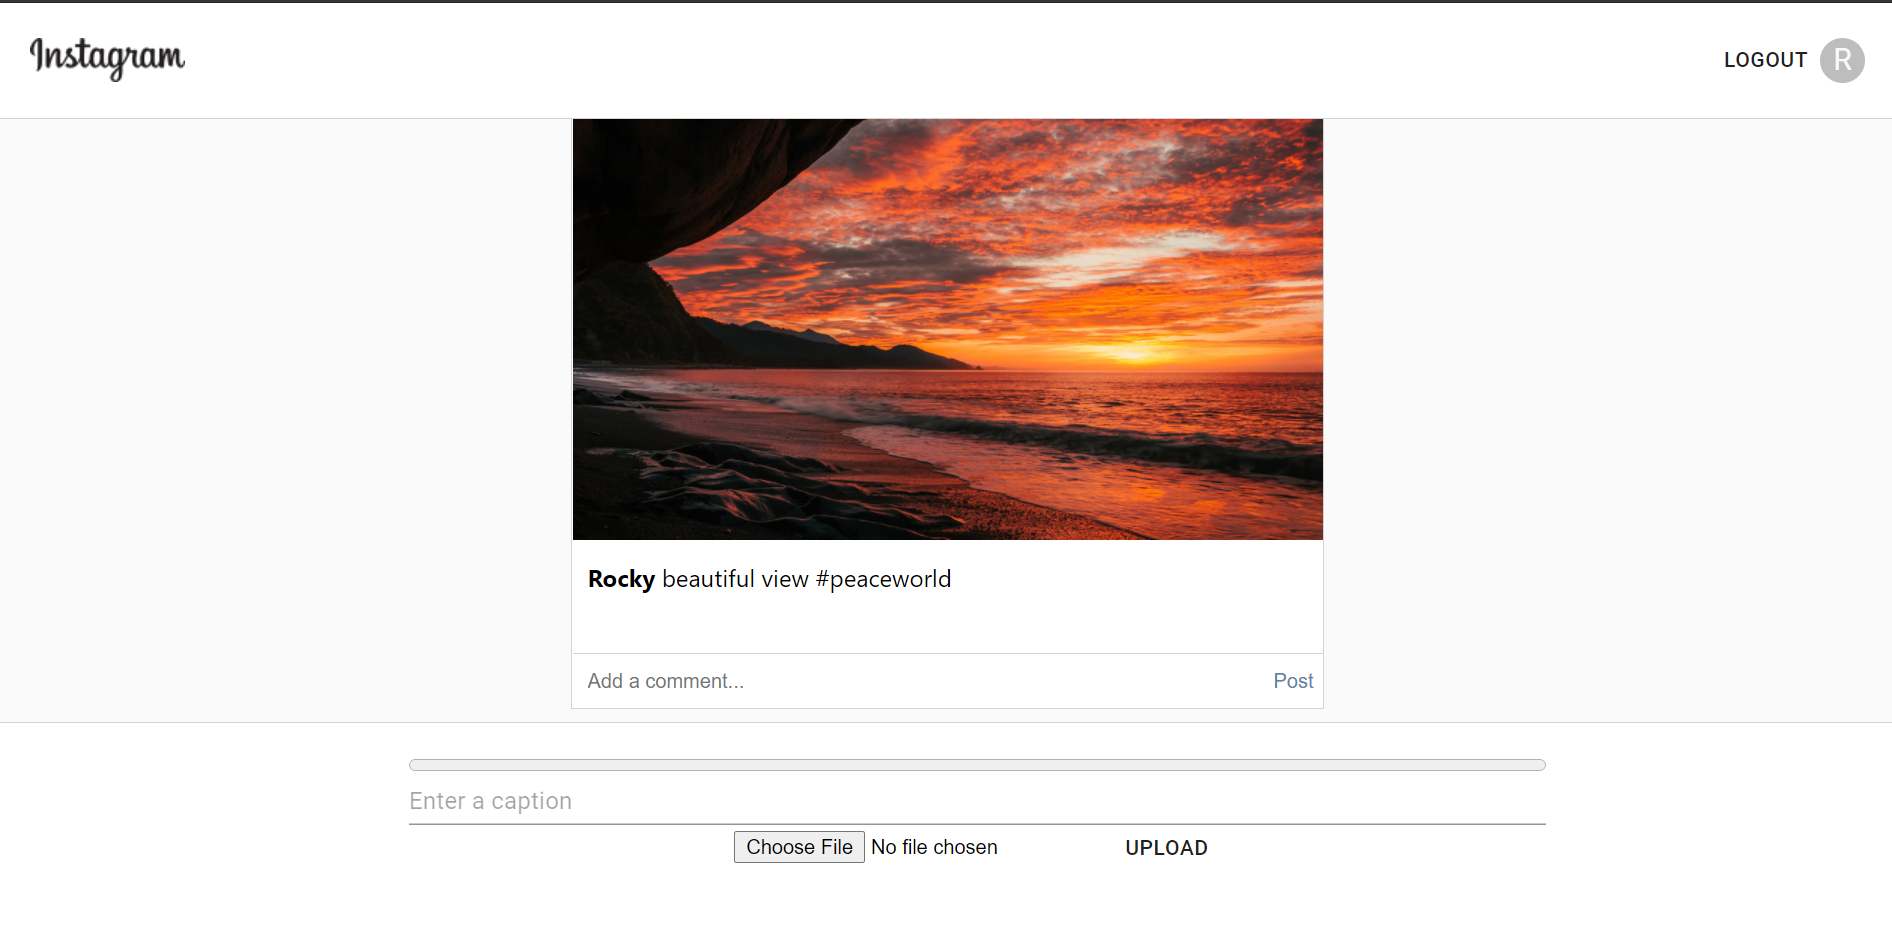 Instagram
LOGOUT R
Rocky beautiful view #peaceworld
Add a comment... Post
Enter a caption
Choose File No file chosen UPLOAD